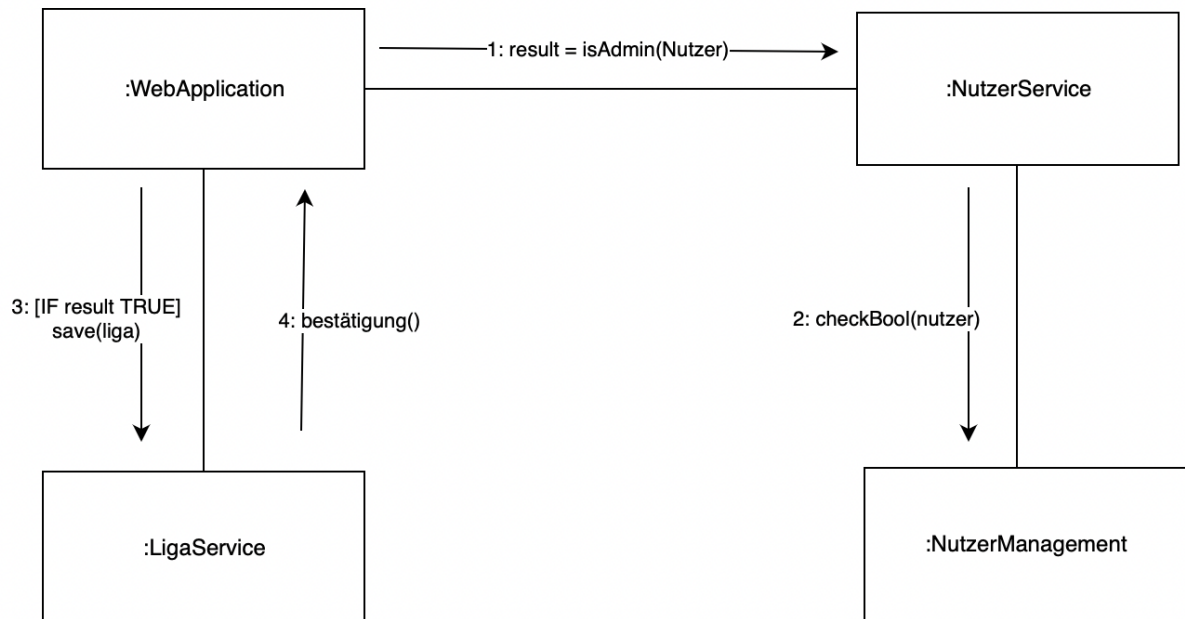 1: result = isAdmin(Nutzer)
:WebApplication
:NutzerService
3: [IF result TRUE]
save(liga)
4: bestätigung()
2: checkBool(nutzer)
:LigaService
:NutzerManagement